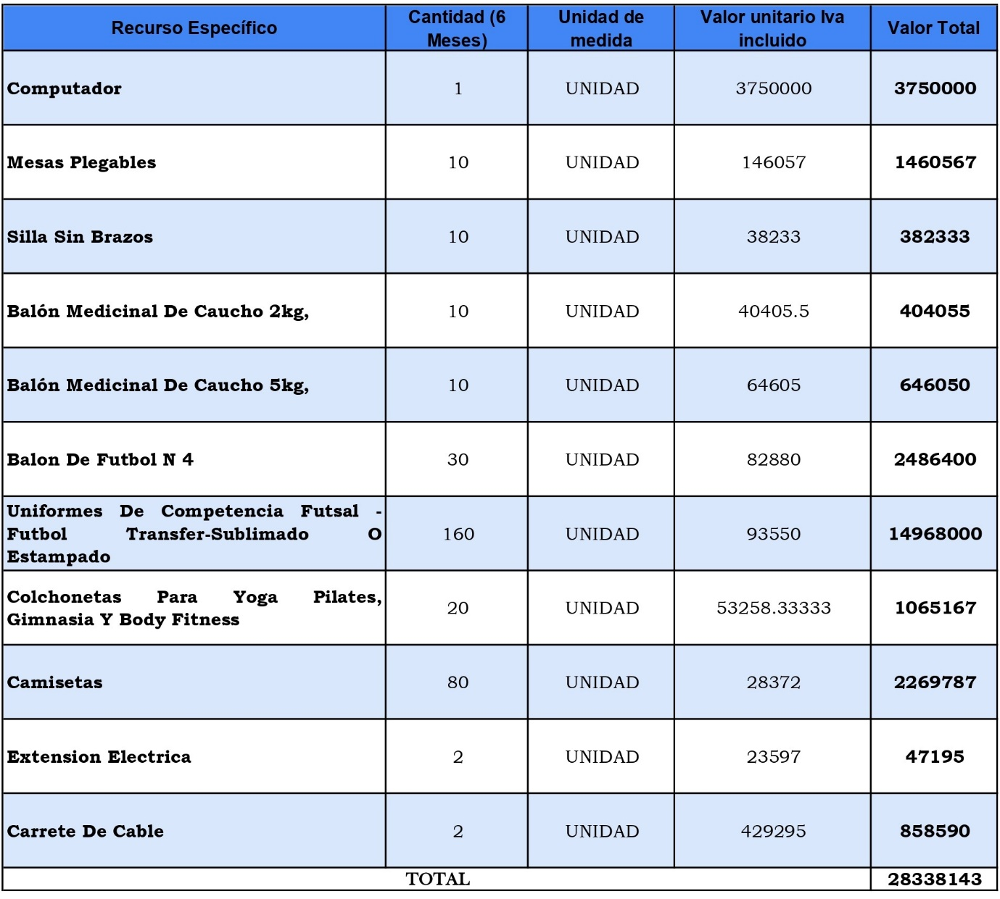 Recurso Específico Cantidad (6 Meses) Unidad de medida Valor unitario Iva incluido Valor Total
Computador 1 UNIDAD 3750000 3750000
Mesas Plegables 10 UNIDAD 146057 1460567
Silla Sin Brazos 10 UNIDAD 38233 382333
Balón Medicinal De Caucho 2kg, 10 UNIDAD 40405.5 404055
Balón Medicinal De Caucho 5kg, 10 UNIDAD 64605 646050
Balon De Futbol N 4 30 UNIDAD 82880 2486400
Uniformes De Competencia Futsal -
Futbol Transfer-Sublimado O
Estampado 160 UNIDAD 93550 14968000
Colchonetas Para Yoga Pilates,
Gimnasia Y Body Fitness 20 UNIDAD 53258.33333 1065167
Camisetas 80 UNIDAD 28372 2269787
Extension Electrica 2 UNIDAD 23597 47195
Carrete De Cable 2 UNIDAD 429295 858590
TOTAL 28338143